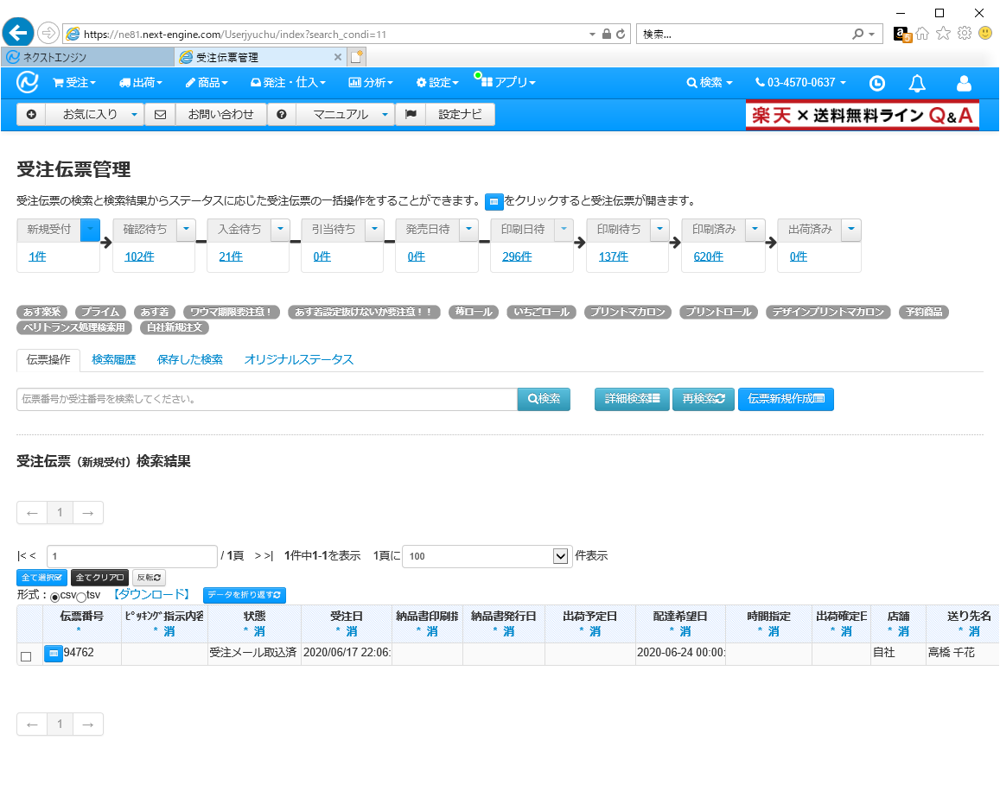 https://ne81.next-engine.com/Userjyuchu/index?search_condi=11
検索...
ネクストエンジン
受注伝票管理
受注 出荷 商品 発注・仕入 分析 設定 アプリ 検索 03-4570-0637
お気に入り お問い合わせ マニュアル 設定ナビ 楽天×送料無料ライン Q&A
受注伝票管理
受注伝票の検索と検索結果からステータスに応じた受注伝票の一括操作をすることができます。 をクリックすると受注伝票が開きます。
新規受付 確認待ち 入金待ち 引当待ち 発売日待 印刷日待 印刷待ち 印刷済み 出荷済み
1件 102件 21件 0件 0件 296件 137件 620件 0件
あす楽系 プライム あす着 ワウマ期限要注意! あす着設定抜けないか要注意!! 苺ロール いちごロール プリントマカロン プリントロール デザインプリントマカロン 予約商品
ベリトランス処理検索用 自社新規注文
伝票操作 検索履歴 保存した検索 オリジナルステータス
伝票番号か受注番号を検索してください。 検索 詳細検索 再検索 伝票新規作成
受注伝票（新規受付）検索結果
← 1 →
|<< 1 / 1頁 >>| 1件中1-1を表示 1頁に 100 件表示
全て選択 全てクリア 反転
形式：csv tsv 【ダウンロード】 データを折り返す
伝票番号 ﾋﾟｯｷﾝｸﾞ指示内容 状態 受注日 納品書印刷指 納品書発行日 出荷予定日 配達希望日 時間指定 出荷確定日 店舗 送り先名
* * 消 * 消 * 消 * 消 * 消 * 消 * 消 * 消 * 消 * 消 * 消
94762 受注メール取込済 2020/06/17 22:06: 2020-06-24 00:00: 自社 高橋 千花
← 1 →